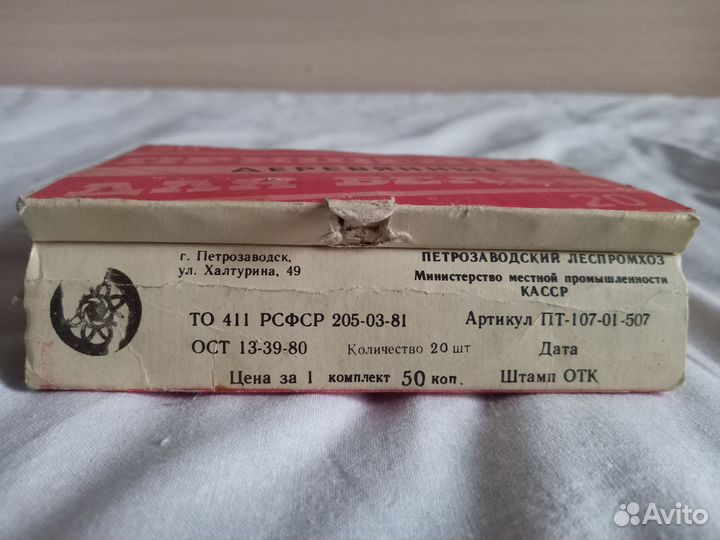 ДЕРЕВЯННЫЕ
ДЛЯ
20
г. Петрозаводск,
ул. Халтурина, 49
ПЕТРОЗАВОДСКИЙ ЛЕСПРОМХОЗ
Министерство местной промышленности
КАССР
ТО 411 РСФСР 205-03-81
Артикул ПТ-107-01-507
ОСТ 13-39-80
Количество 20 шт
Дата
Цена за 1 комплект 50 коп.
Штамп ОТК
Avito